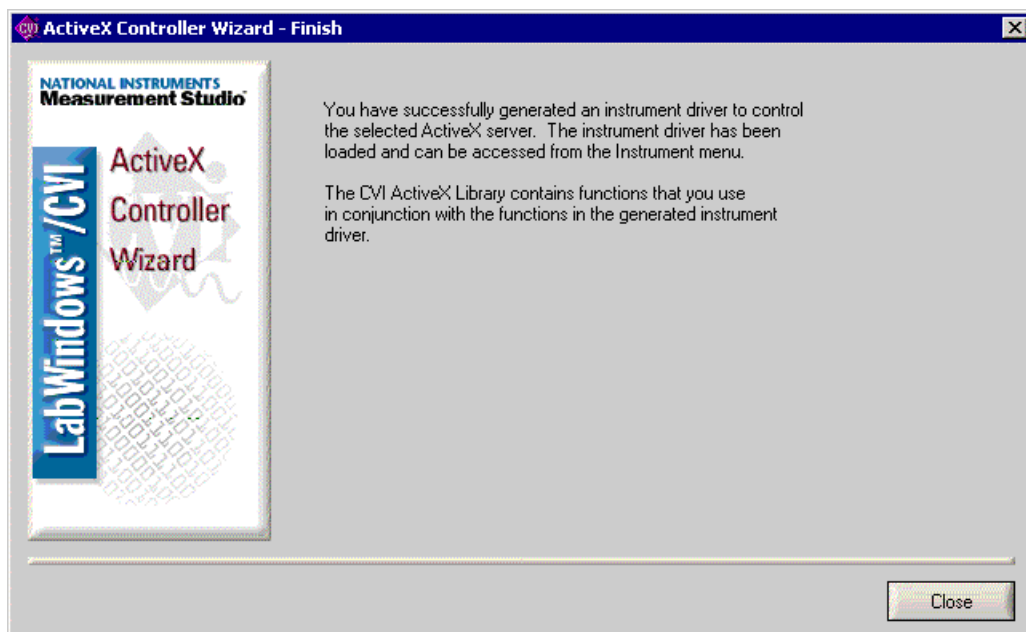 CVI ActiveX Controller Wizard - Finish
NATIONAL INSTRUMENTS
Measurement Studio
LabWindows™/CVI
ActiveX
Controller
Wizard
You have successfully generated an instrument driver to control
the selected ActiveX server. The instrument driver has been
loaded and can be accessed from the Instrument menu.
The CVI ActiveX Library contains functions that you use
in conjunction with the functions in the generated instrument
driver.
Close